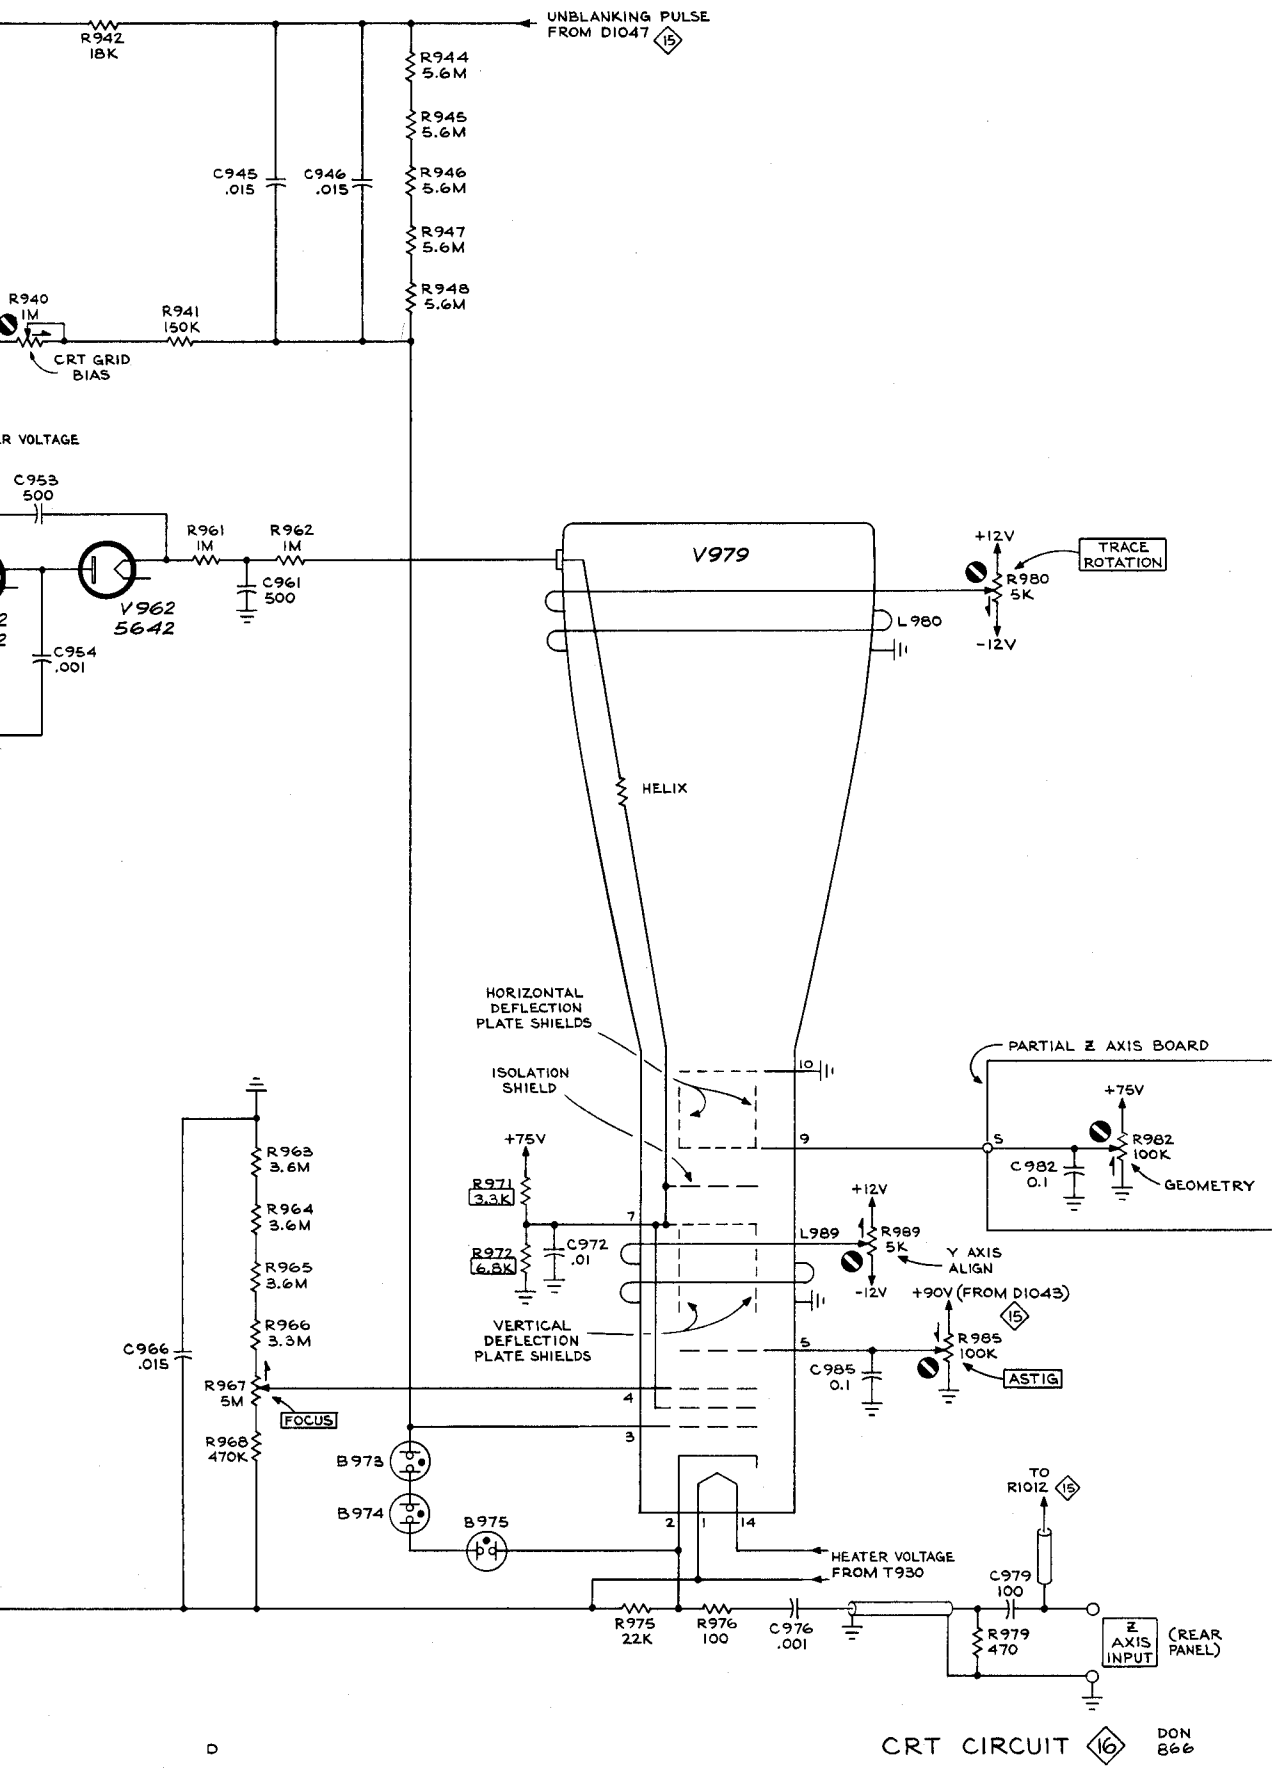 UNBLANKING PULSE
FROM D1047 15
R942
18K
R944
5.6M
R945
5.6M
C945
.015
C946
.015
R946
5.6M
R947
5.6M
R948
5.6M
R940
1M
R941
150K
CRT GRID
BIAS
R VOLTAGE
C953
500
R961
1M
R962
1M
C961
500
V962
5642
2
2
C954
.001
V979
+12V
TRACE
ROTATION
R980
5K
L980
-12V
HELIX
HORIZONTAL
DEFLECTION
PLATE SHIELDS
ISOLATION
SHIELD
10
PARTIAL Z AXIS BOARD
+75V
9
S
R982
100K
C982
0.1
GEOMETRY
+75V
R971
3.3K
7
R972
6.8K
C972
.01
+12V
L989
R989
5K
Y AXIS
ALIGN
-12V
+90V (FROM D1043)
15
VERTICAL
DEFLECTION
PLATE SHIELDS
5
R985
100K
C985
0.1
ASTIG
R963
3.6M
R964
3.6M
R965
3.6M
R966
3.3M
C966
.015
R967
5M
FOCUS
4
3
R968
470K
B973
B974
B975
2
1
14
HEATER VOLTAGE
FROM T930
TO
R1012 15
C979
100
R975
22K
R976
100
C976
.001
R979
470
Z
AXIS
INPUT
(REAR
PANEL)
D
CRT CIRCUIT 16
DON
866